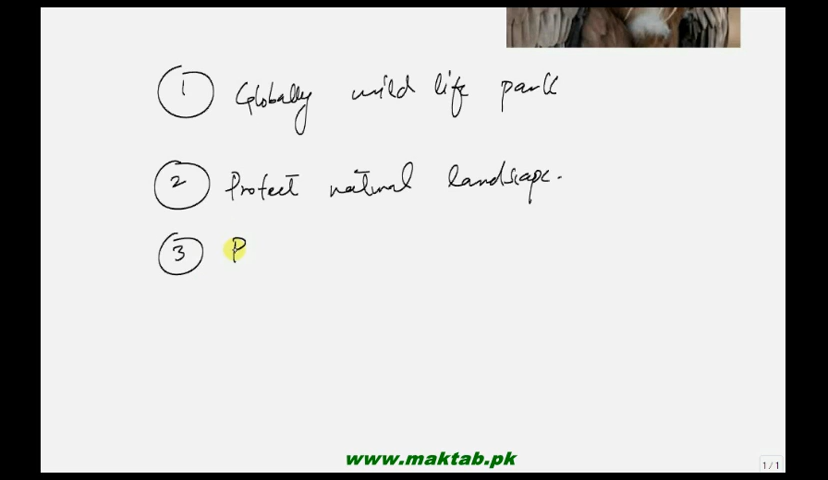 1 Globally wild life park
2 Protect natural landscape.
3 P
www.maktab.pk
1/1